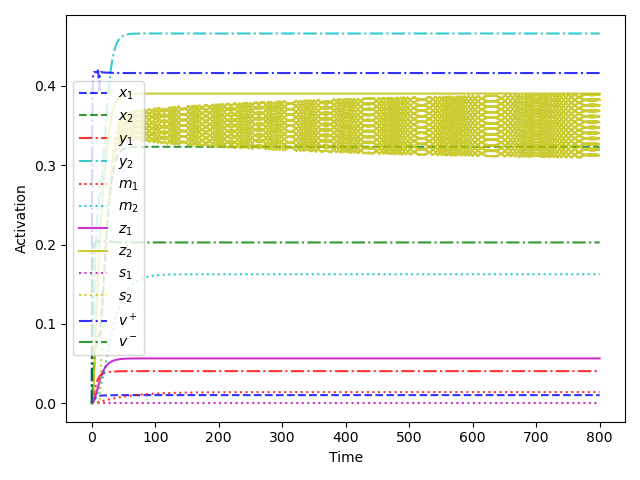 0.4
0.3
0.2
0.1
0.0
Activation
x₁
x₂
y₁
y₂
m₁
m₂
z₁
z₂
s₁
s₂
v⁺
v⁻
0 100 200 300 400 500 600 700 800
Time